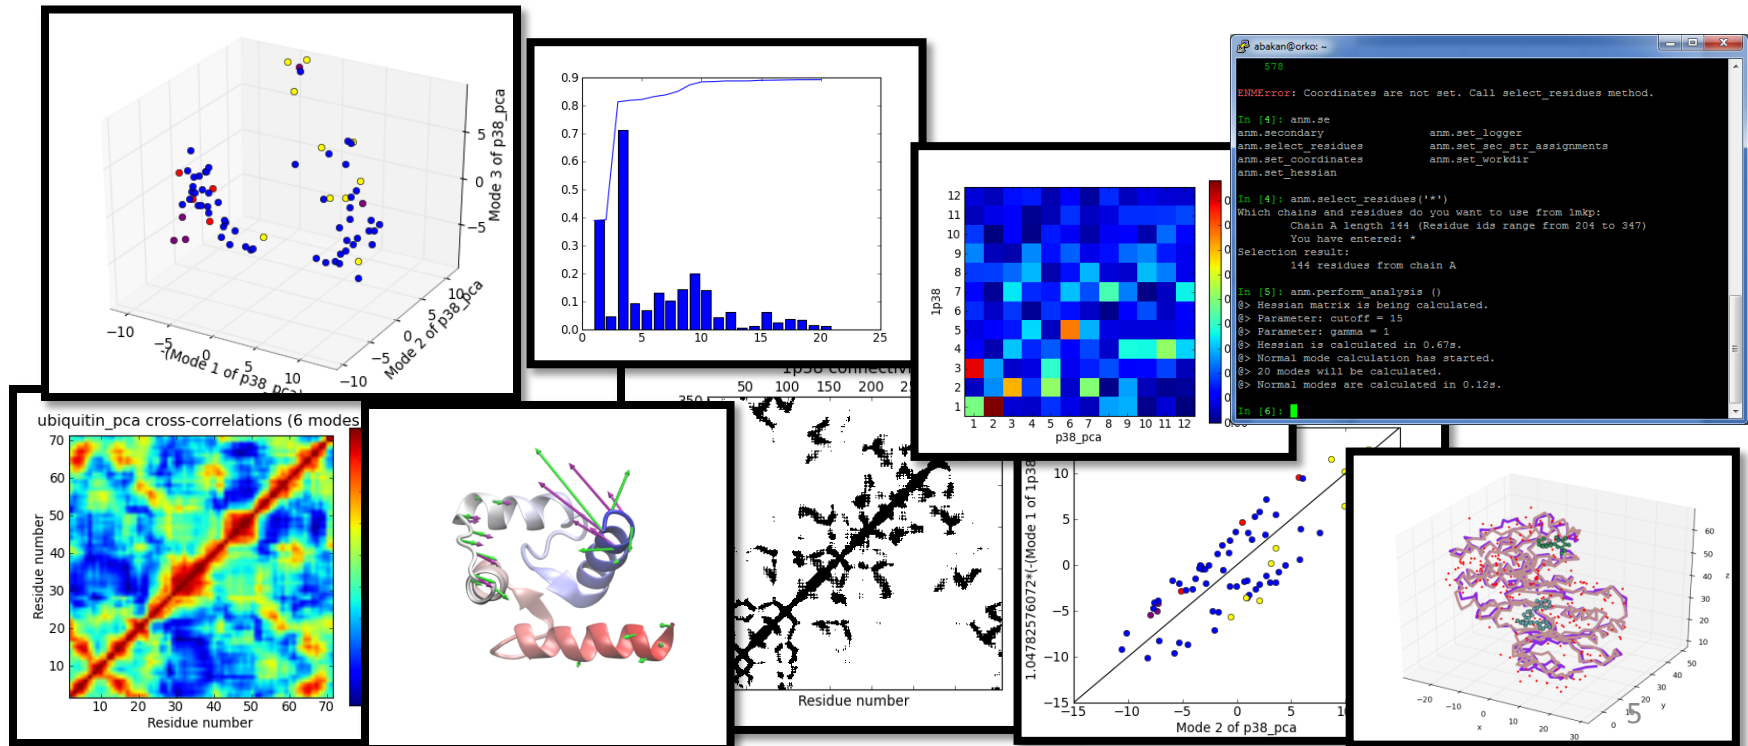 Mode 3 of p38_pca
5
0
−5
−10
−5
0
5
10
−(Mode 1 of p38_pca)
−10
−5
0
5
10
Mode 2 of p38_pca
0.9
0.8
0.7
0.6
0.5
0.4
0.3
0.2
0.1
0.0
0 5 10 15 20 25
12
11
10
9
8
7
6
5
4
3
2
1
1p38
1 2 3 4 5 6 7 8 9 10 11 12
p38_pca
abakan@orko: ~
578
ENMError: Coordinates are not set. Call select_residues method.
In [4]: anm.se
anm.secondary anm.set_logger
anm.select_residues anm.set_sec_str_assignments
anm.set_coordinates anm.set_workdir
anm.set_hessian
In [4]: anm.select_residues('*')
Which chains and residues do you want to use from 1mkp:
Chain A length 144 (Residue ids range from 204 to 347)
You have entered: *
Selection result:
144 residues from chain A
In [5]: anm.perform_analysis ()
@> Hessian matrix is being calculated.
@> Parameter: cutoff = 15
@> Parameter: gamma = 1
@> Hessian is calculated in 0.67s.
@> Normal mode calculation has started.
@> 20 modes will be calculated.
@> Normal modes are calculated in 0.12s.
In [6]:
ubiquitin_pca cross-correlations (6 modes
70
60
50
40
30
20
10
Residue number
10 20 30 40 50 60 70
Residue number
50 100 150 200
Residue number
10
5
0
−5
−10
−15
1.04782576072*(-(Mode 1 of 1p38
−15 −10 −5 0 5
Mode 2 of p38_pca
60
50
40
30
20
10
z
50
40
30
20
10
0
y
−20
−10
0
10
20
30
x
5